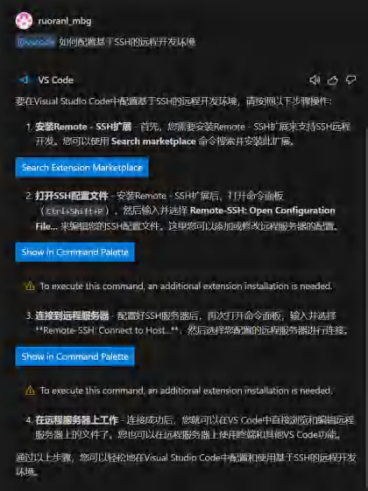 ruoranl_mbg
@vscode 如何配置基于SSH的远程开发环境
VS Code
要在Visual Studio Code中配置基于SSH的远程开发环境，请按照以下步骤操作：
1. 安装Remote - SSH扩展 - 首先，您需要安装Remote - SSH扩展来支持SSH远程
开发。您可以使用 Search marketplace 命令搜索并安装此扩展。
Search Extension Marketplace
2. 打开SSH配置文件 - 安装Remote - SSH扩展后，打开命令面板
（Ctrl+Shift+P），然后输入并选择 Remote-SSH: Open Configuration
File... 来编辑您的SSH配置文件。这里您可以添加或修改远程服务器的配置。
Show in Command Palette
To execute this command, an additional extension installation is needed.
3. 连接到远程服务器 - 配置好SSH服务器后，再次打开命令面板，输入并选择
**Remote-SSH: Connect to Host...**，然后选择您配置的远程服务器进行连接。
Show in Command Palette
To execute this command, an additional extension installation is needed.
4. 在远程服务器上工作 - 连接成功后，您就可以在VS Code中直接浏览和编辑远程
服务器上的文件了。您也可以在远程服务器上使用终端和其他VS Code功能。
通过以上步骤，您可以轻松地在Visual Studio Code中配置和使用基于SSH的远程开发
环境。